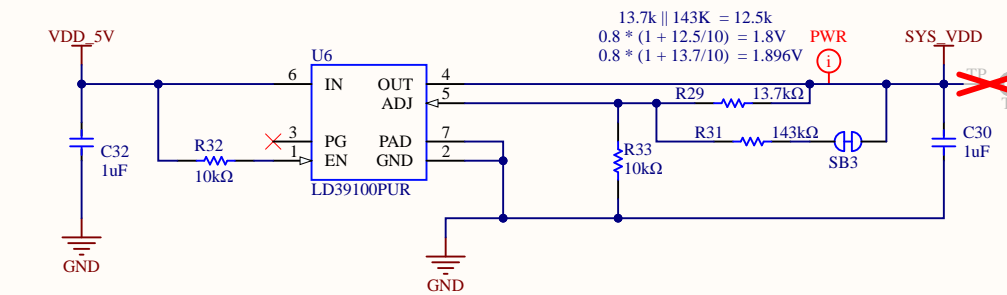 13.7k || 143K = 12.5k
0.8 * (1 + 12.5/10) = 1.8V
0.8 * (1 + 13.7/10) = 1.896V
VDD_5V
PWR
SYS_VDD
U6
i
6 IN OUT 4
TP
ADJ 5
R29 13.7kΩ
3 PG PAD 7
R31 143kΩ
1 EN GND 2
C32
1uF
R32
10kΩ
R33
10kΩ
SB3
C30
1uF
LD39100PUR
GND
GND